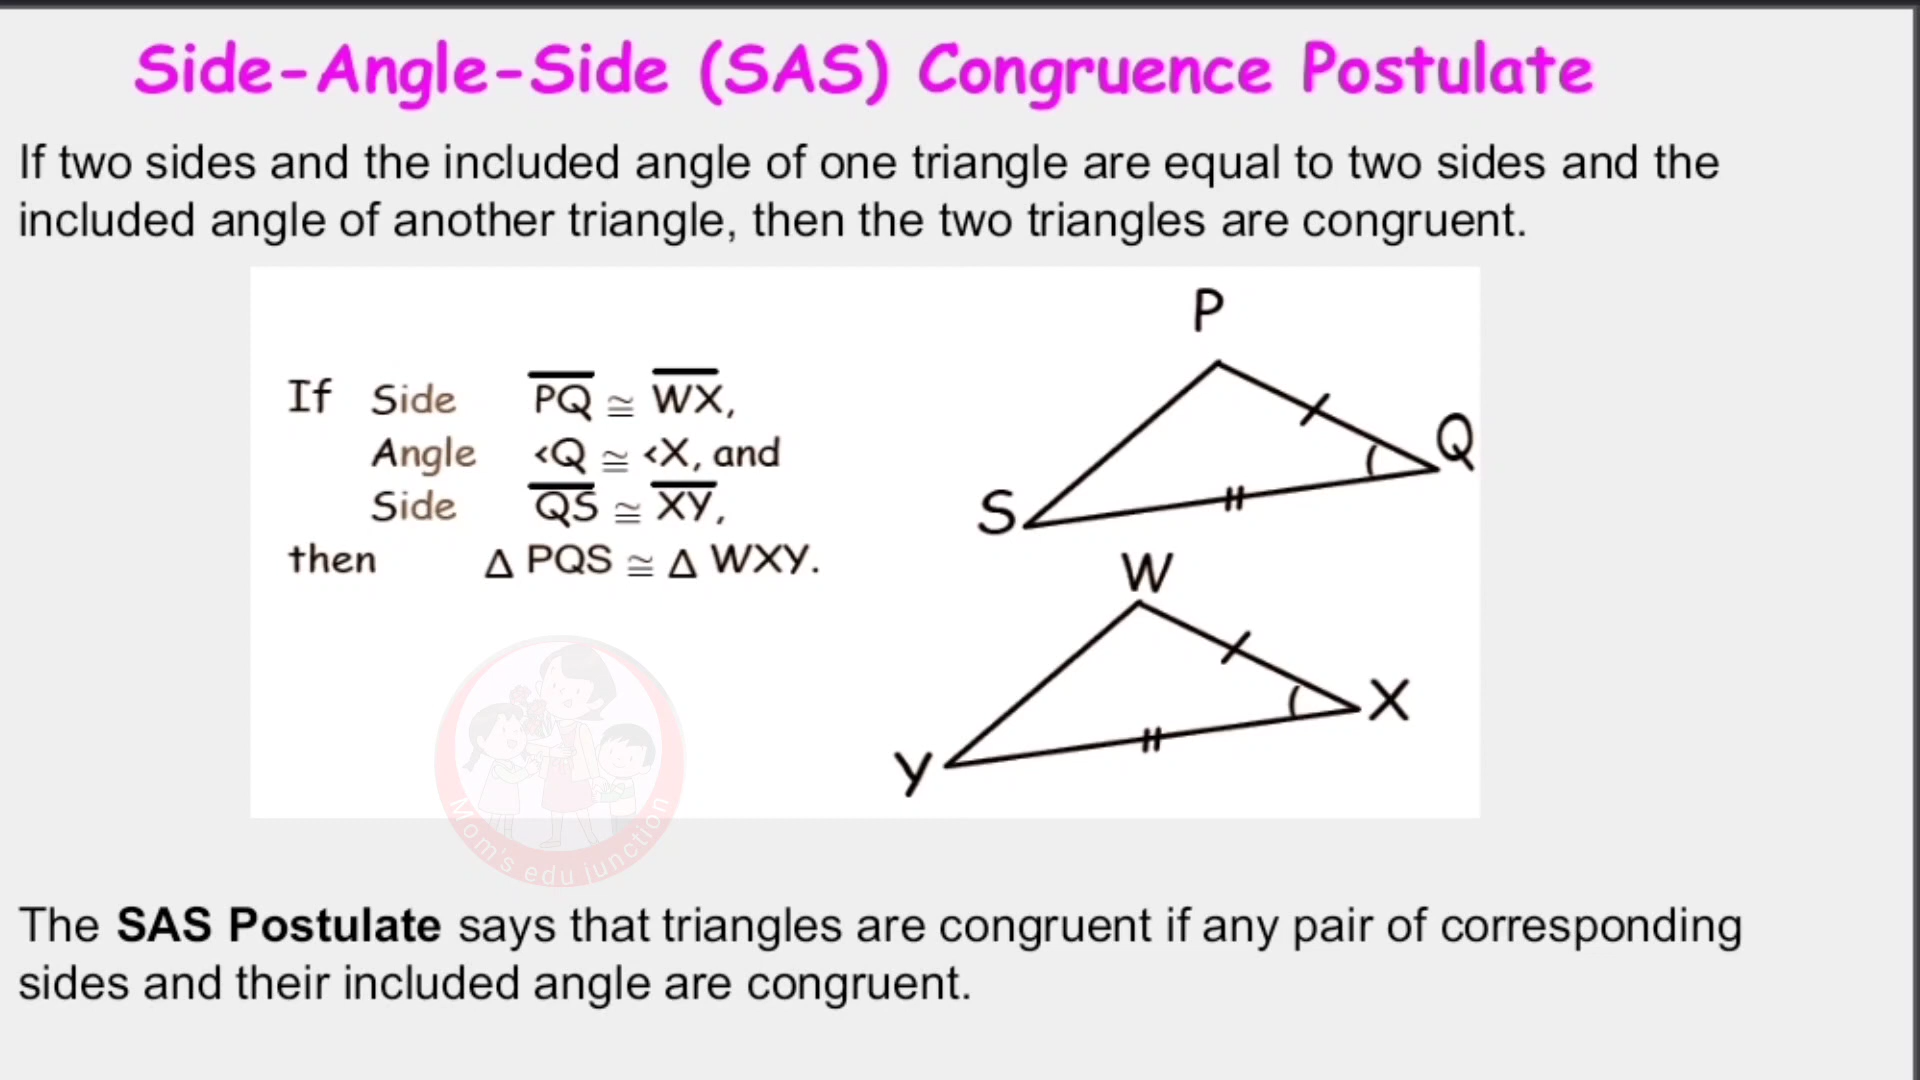 Side-Angle-Side (SAS) Congruence Postulate
If two sides and the included angle of one triangle are equal to two sides and the
included angle of another triangle, then the two triangles are congruent.
P
If Side PQ ≅ WX,
Angle <Q ≅ <X, and
Side QS ≅ XY,
then Δ PQS ≅ Δ WXY.
Q
S
W
X
Y
Mom's edu junction
The SAS Postulate says that triangles are congruent if any pair of corresponding
sides and their included angle are congruent.